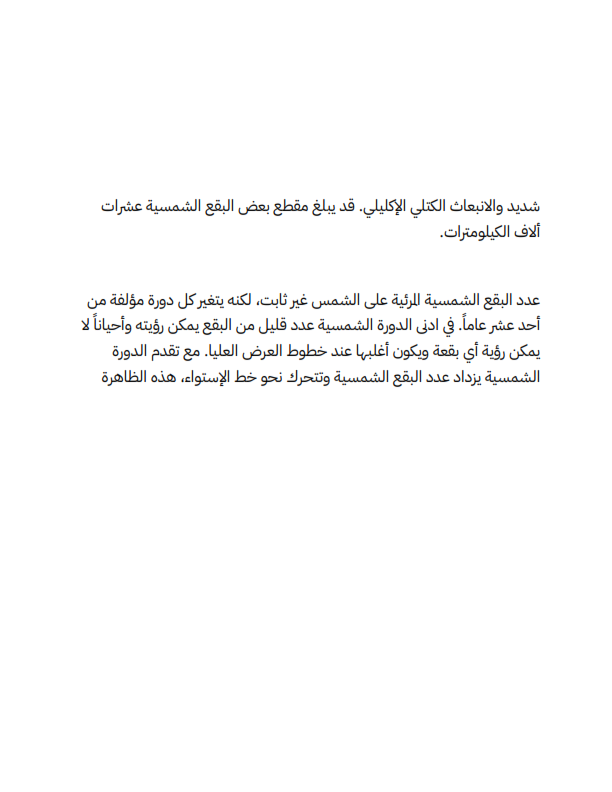 شديد والانبعاث الكتلي الإكليلي. قد يبلغ مقطع بعض البقع الشمسية عشرات
ألاف الكيلومترات.
عدد البقع الشمسية المرئية على الشمس غير ثابت، لكنه يتغير كل دورة مؤلفة من
أحد عشر عاماً. في ادنى الدورة الشمسية عدد قليل من البقع يمكن رؤيته وأحياناً لا
يمكن رؤية أي بقعة ويكون أغلبها عند خطوط العرض العليا. مع تقدم الدورة
الشمسية يزداد عدد البقع الشمسية وتتحرك نحو خط الإستواء، هذه الظاهرة